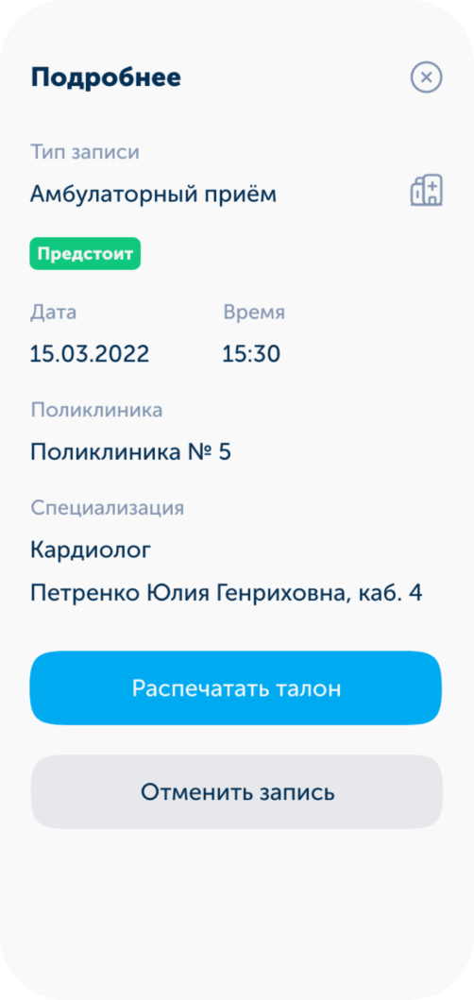 Подробнее
Тип записи
Амбулаторный приём
Предстоит
Дата Время
15.03.2022 15:30
Поликлиника
Поликлиника № 5
Специализация
Кардиолог
Петренко Юлия Генриховна, каб. 4
Распечатать талон
Отменить запись